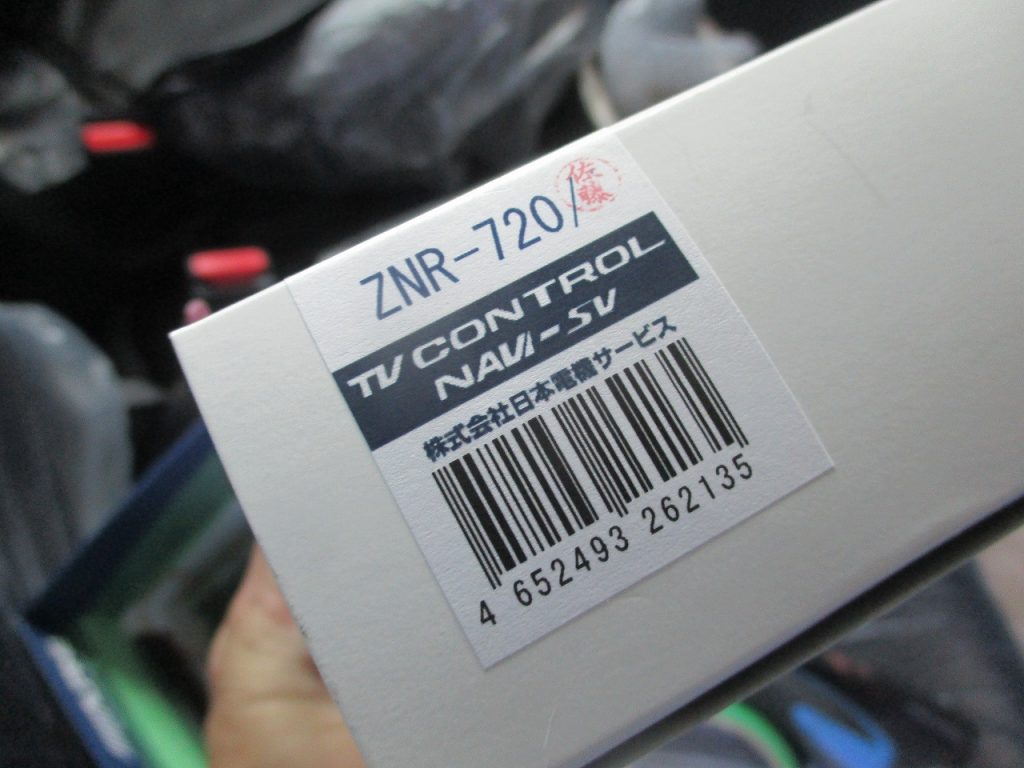 ZNR-720/
佐藤
TV CONTROL
NAVI-SV
株式会社日本電機サービス
4 652493 262135